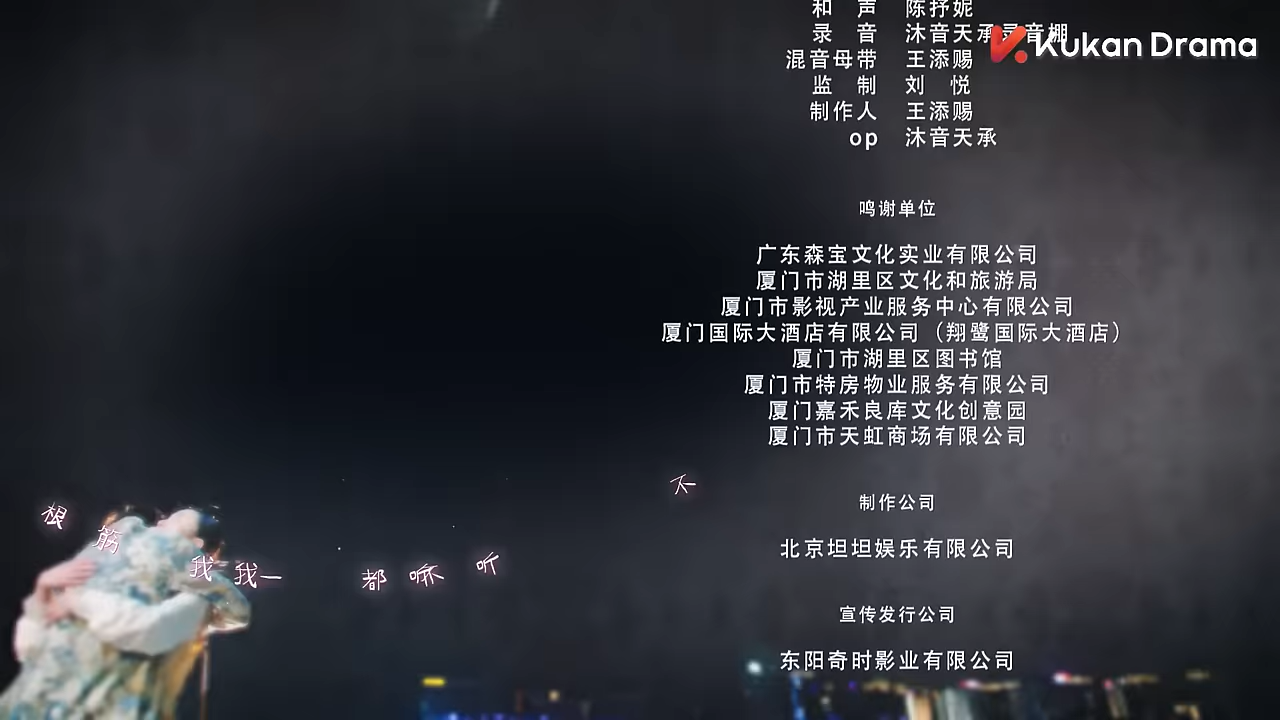 和 声 陈抒妮
录 音 沐音天承录音棚
Kukan Drama
混音母带 王添赐
监 制 刘 悦
制作人 王添赐
op 沐音天承
鸣谢单位
广东森宝文化实业有限公司
厦门市湖里区文化和旅游局
厦门市影视产业服务中心有限公司
厦门国际大酒店有限公司（翔鹭国际大酒店）
厦门市湖里区图书馆
厦门市特房物业服务有限公司
厦门嘉禾良库文化创意园
厦门市天虹商场有限公司
制作公司
北京坦坦娱乐有限公司
宣传发行公司
东阳奇时影业有限公司
根 筋 我 我一 都 嘛 听 不